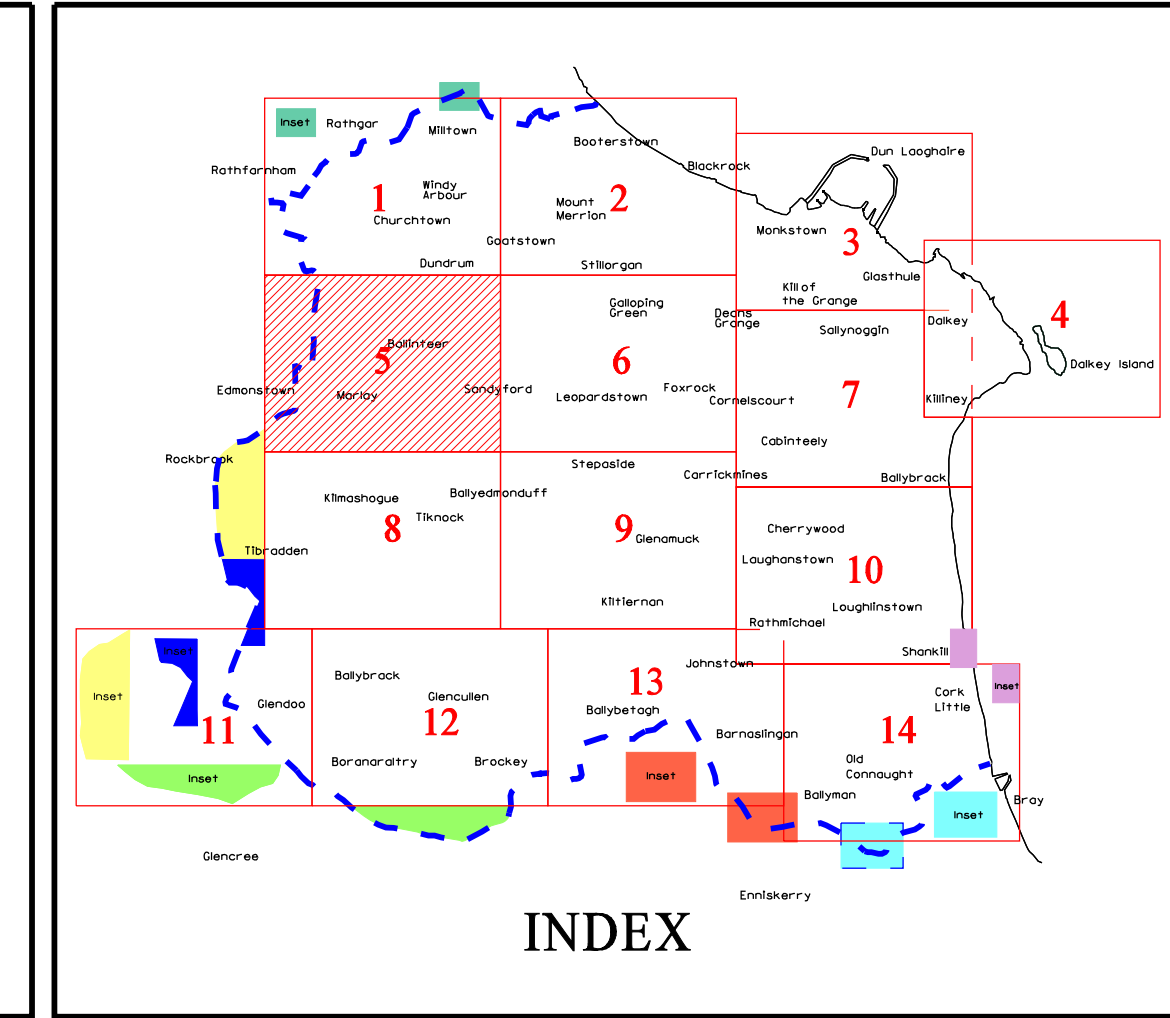 Inset
Rathgar
Milltown
Booterstown
Dun Laoghaire
Rathfarnham
Blackrock
1
Windy
Arbour
2
Mount
Merrion
Churchtown
Monkstown
3
Goatstown
Dundrum
Stillorgan
Glasthule
Kill of
the Grange
Galloping
Green
Deans
Grange
Sallynoggin
Dalkey
4
Dalkey Island
5
Ballinteer
6
Edmonstown
Marlay
Sandyford
Leopardstown
Foxrock
Cornelscourt
7
Killiney
Cabinteely
Rockbrook
Stepaside
Carrickmines
Ballybrack
Kilmashogue
Ballyedmonduff
Tiknock
8
9
Glenamuck
Cherrywood
Tibradden
Laughanstown
10
Kiltiernan
Loughlinstown
Rathmichael
Inset
Shankill
Johnstown
Ballybrack
13
Inset
Inset
Glendoo
Glencullen
Ballybetagh
Cork
Little
11
12
Barnaslingan
14
Boranaraltry
Brockey
Old
Connaught
Inset
Inset
Ballyman
Bray
Inset
Glencree
Enniskerry
INDEX